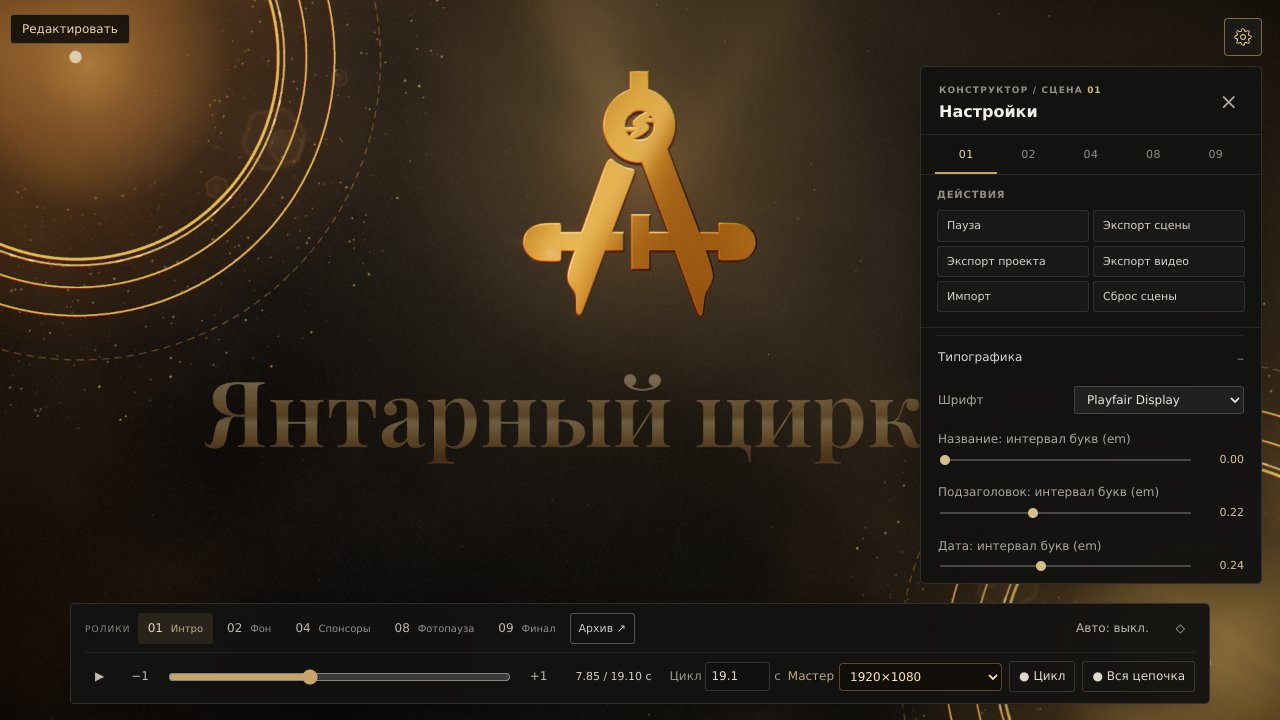 Редактировать
КОНСТРУКТОР / СЦЕНА 01
Настройки
01 02 04 08 09
ДЕЙСТВИЯ
Пауза Экспорт сцены
Экспорт проекта Экспорт видео
Импорт Сброс сцены
Типографика –
Шрифт Playfair Display
Название: интервал букв (em)
0.00
Подзаголовок: интервал букв (em)
0.22
Дата: интервал букв (em)
0.24
Янтарный цирк
РОЛИКИ 01 Интро 02 Фон 04 Спонсоры 08 Фотопауза 09 Финал Архив ↗ Авто: выкл. ◇
▶ −1 +1 7.85 / 19.10 с Цикл 19.1 с Мастер 1920×1080 ● Цикл ● Вся цепочка